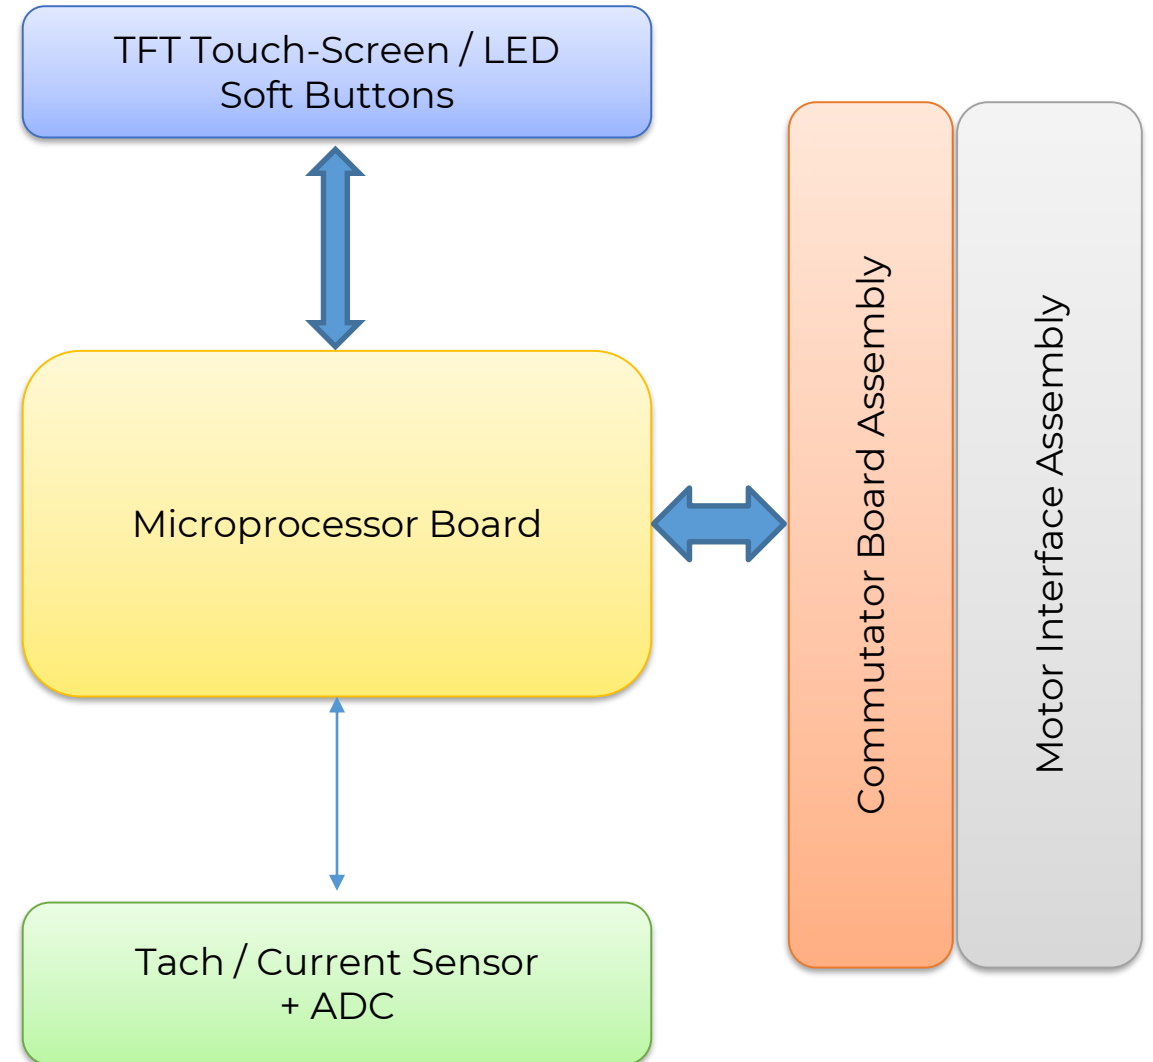 TFT Touch-Screen / LED
Soft Buttons
Microprocessor Board
Commutator Board Assembly
Motor Interface Assembly
Tach / Current Sensor
+ ADC